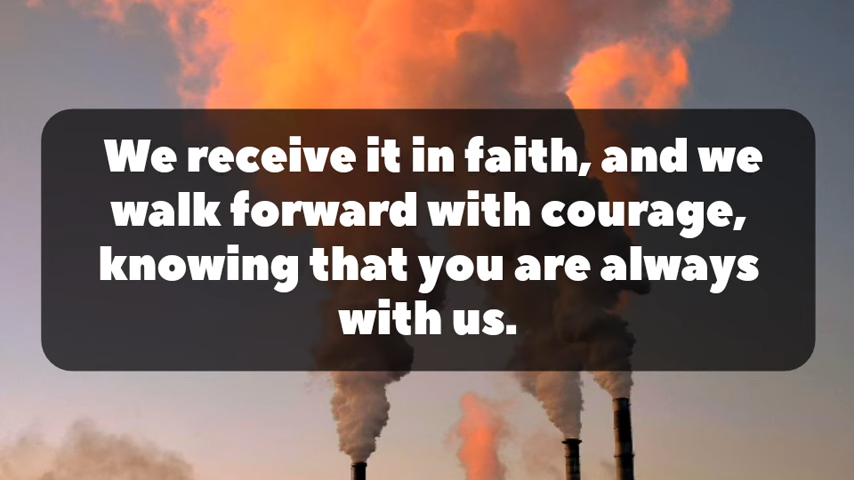 We receive it in faith, and we
walk forward with courage,
knowing that you are always
with us.